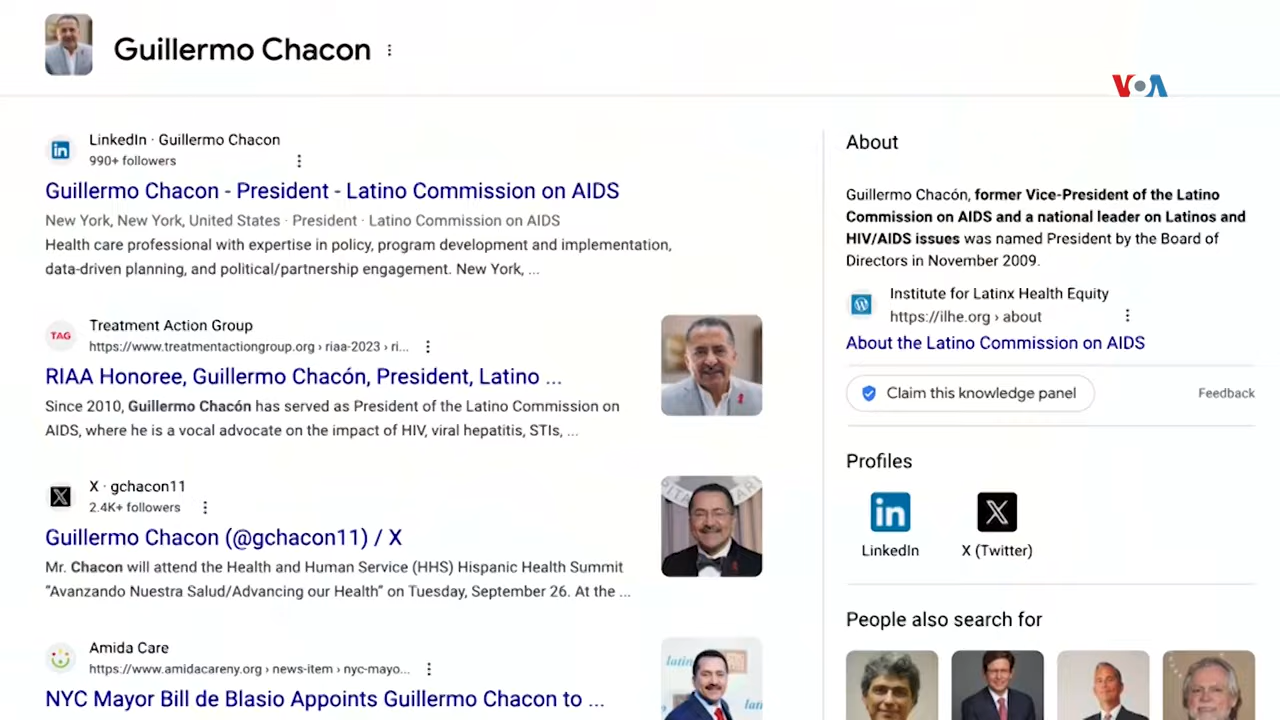 Guillermo Chacon
VOA
LinkedIn · Guillermo Chacon
990+ followers
Guillermo Chacon - President - Latino Commission on AIDS
New York, New York, United States · President · Latino Commission on AIDS
Health care professional with expertise in policy, program development and implementation,
data-driven planning, and political/partnership engagement. New York, ...
TAG
Treatment Action Group
https://www.treatmentactiongroup.org › riaa-2023 › ri...
RIAA Honoree, Guillermo Chacón, President, Latino ...
Since 2010, Guillermo Chacón has served as President of the Latino Commission on
AIDS, where he is a vocal advocate on the impact of HIV, viral hepatitis, STIs, ...
X · gchacon11
2.4K+ followers
Guillermo Chacon (@gchacon11) / X
Mr. Chacon will attend the Health and Human Service (HHS) Hispanic Health Summit
"Avanzando Nuestra Salud/Advancing our Health" on Tuesday, September 26. At the ...
Amida Care
https://www.amidacareny.org › news-item › nyc-mayo...
NYC Mayor Bill de Blasio Appoints Guillermo Chacon to ...
About
Guillermo Chacón, former Vice-President of the Latino
Commission on AIDS and a national leader on Latinos and
HIV/AIDS issues was named President by the Board of
Directors in November 2009.
Institute for Latinx Health Equity
https://ilhe.org › about
About the Latino Commission on AIDS
Claim this knowledge panel
Feedback
Profiles
in
LinkedIn
X (Twitter)
People also search for